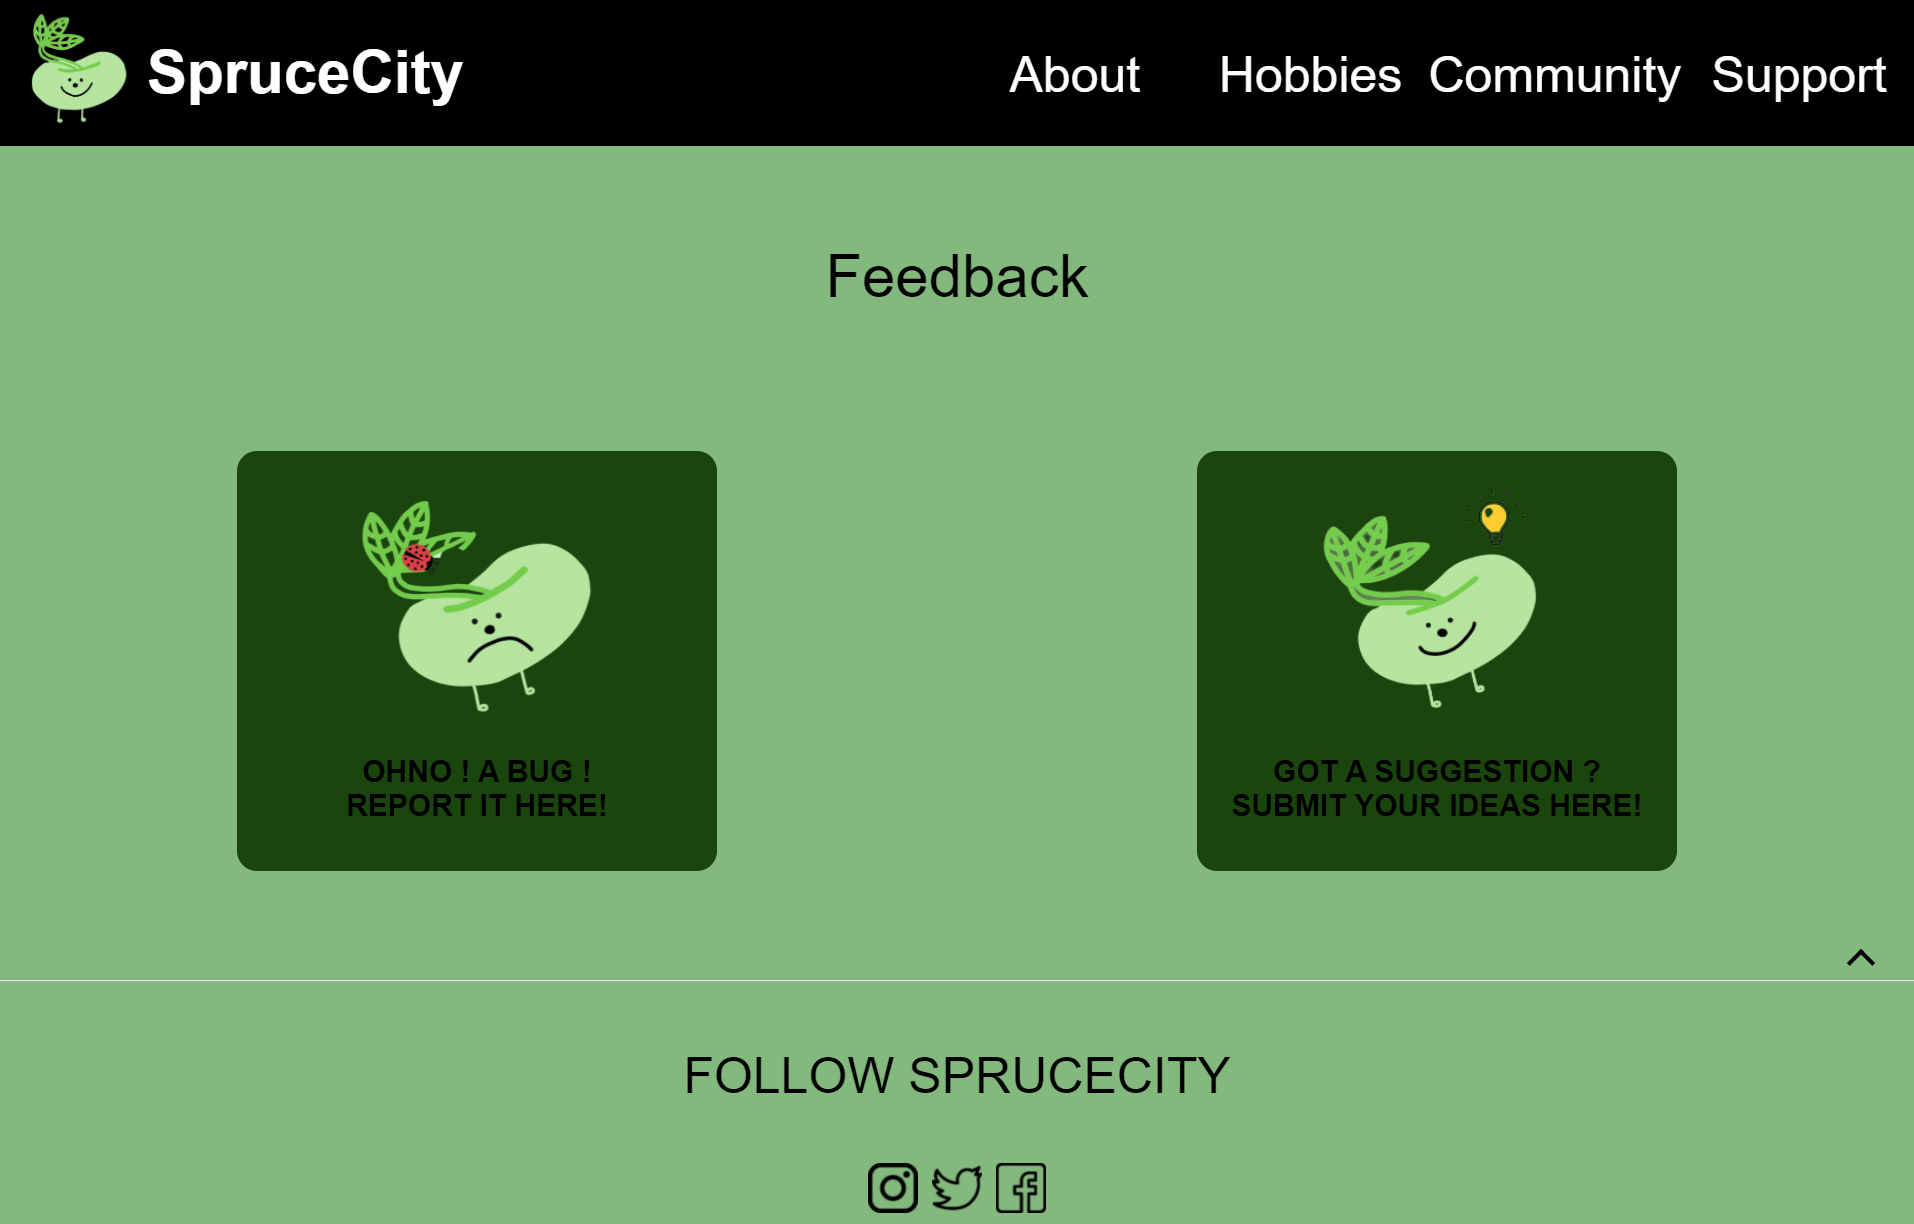 SpruceCity
About Hobbies Community Support
Feedback
OHNO ! A BUG !
REPORT IT HERE!
GOT A SUGGESTION ?
SUBMIT YOUR IDEAS HERE!
FOLLOW SPRUCECITY